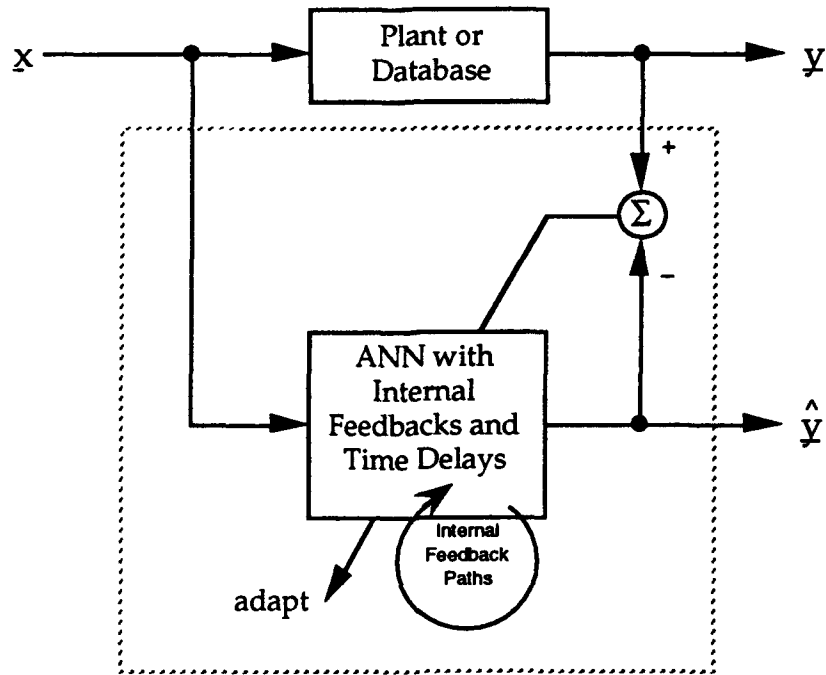 x
Plant or
Database
y
+
Σ
-
ANN with
Internal
Feedbacks and
Time Delays
ŷ
Internal
Feedback
Paths
adapt